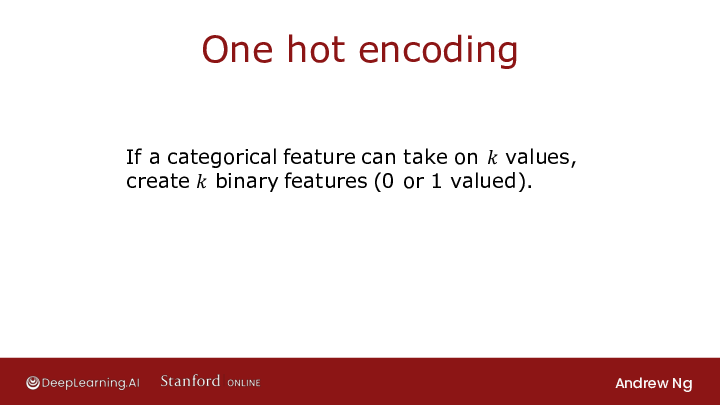 One hot encoding
If a categorical feature can take on k values,
create k binary features (0 or 1 valued).
DeepLearning.AI
Stanford ONLINE
Andrew Ng